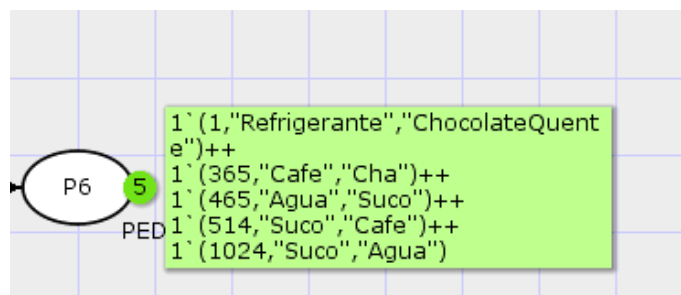 P6
5
PED
1`(1,"Refrigerante","ChocolateQuent
e")++
1`(365,"Cafe","Cha")++
1`(465,"Agua","Suco")++
1`(514,"Suco","Cafe")++
1`(1024,"Suco","Agua")